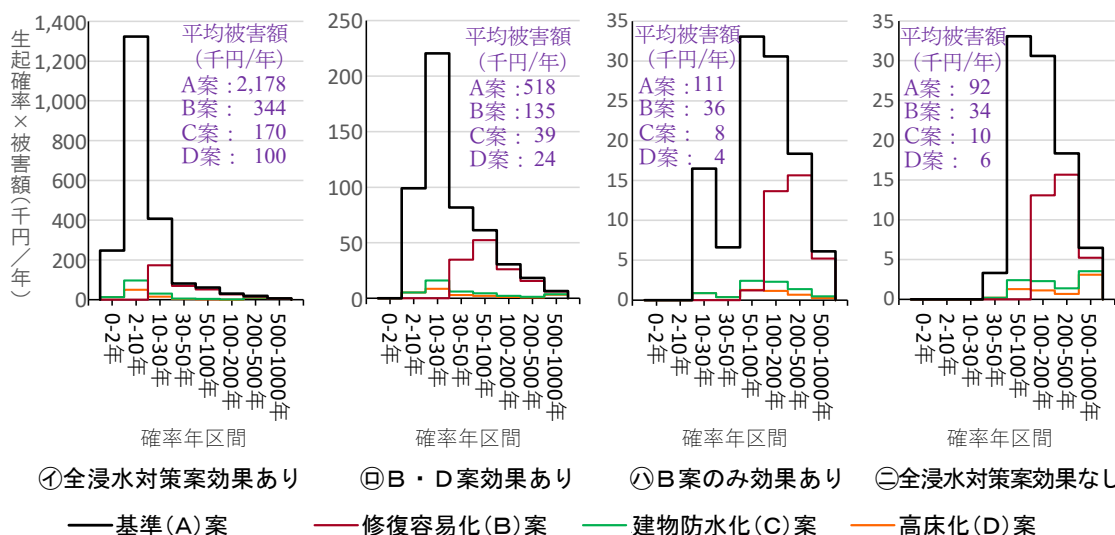 生起確率×被害額(千円/年)
1,400
1,200
1,000
800
600
400
200
0
平均被害額
(千円/年)
A案:2,178
B案: 344
C案: 170
D案: 100
0-2年
2-10年
10-30年
30-50年
50-100年
100-200年
200-500年
500-1000年
確率年区間
㋑全浸水対策案効果あり
250
200
150
100
50
0
平均被害額
(千円/年)
A案:518
B案:135
C案: 39
D案: 24
0-2年
2-10年
10-30年
30-50年
50-100年
100-200年
200-500年
500-1000年
確率年区間
㋺B・D案効果あり
35
30
25
20
15
10
5
0
平均被害額
(千円/年)
A案:111
B案: 36
C案: 8
D案: 4
0-2年
2-10年
10-30年
30-50年
50-100年
100-200年
200-500年
500-1000年
確率年区間
㋩B案のみ効果あり
35
30
25
20
15
10
5
0
平均被害額
(千円/年)
A案: 92
B案: 34
C案: 10
D案: 6
0-2年
2-10年
10-30年
30-50年
50-100年
100-200年
200-500年
500-1000年
確率年区間
㋥全浸水対策案効果なし
基準(A)案
修復容易化(B)案
建物防水化(C)案
高床化(D)案